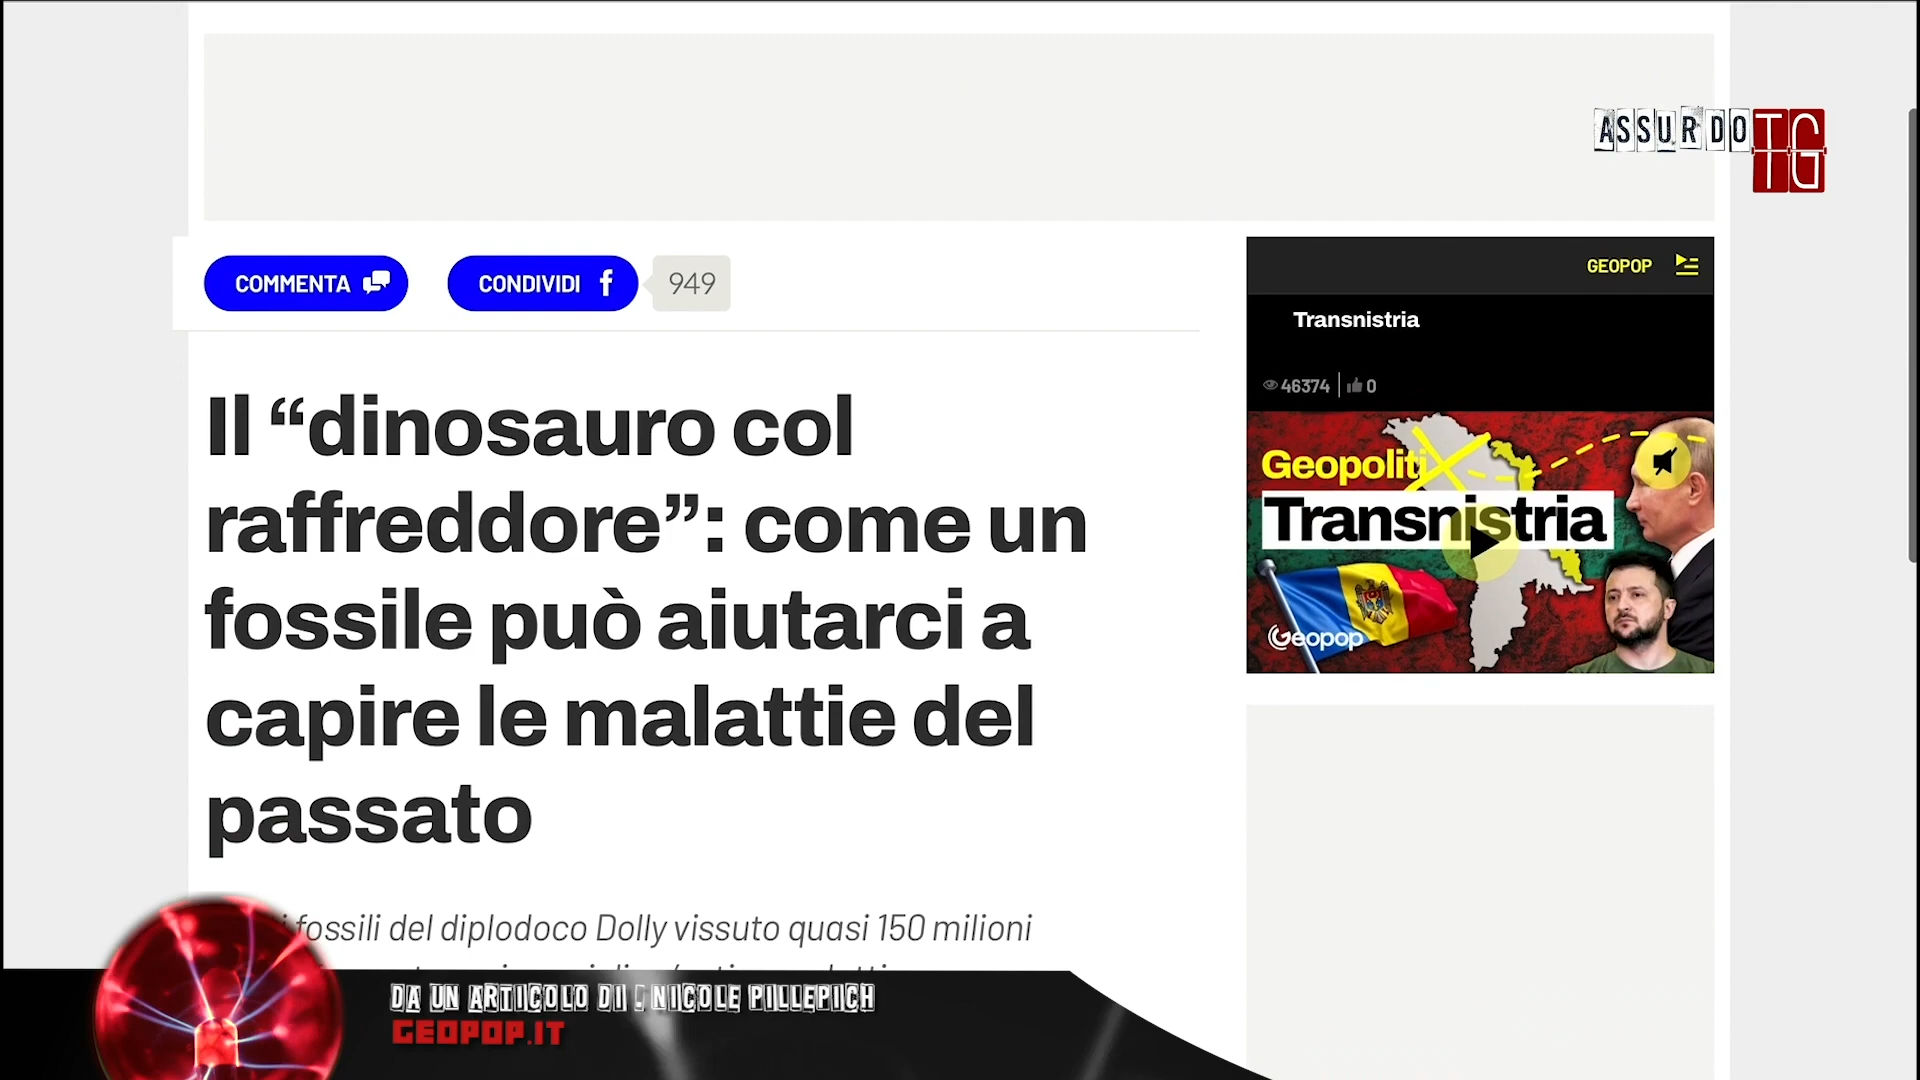 ASSURDO TG
COMMENTA
CONDIVIDI
949
GEOPOP
Transnistria
46374
0
Il “dinosauro col
raffreddore”: come un
fossile può aiutarci a
capire le malattie del
passato
Geopoliti
Transnistria
Geopop
fossili del diplodoco Dolly vissuto quasi 150 milioni
DA UN ARTICOLO DI : NICOLE PILLEPICH
GEOPOP.IT